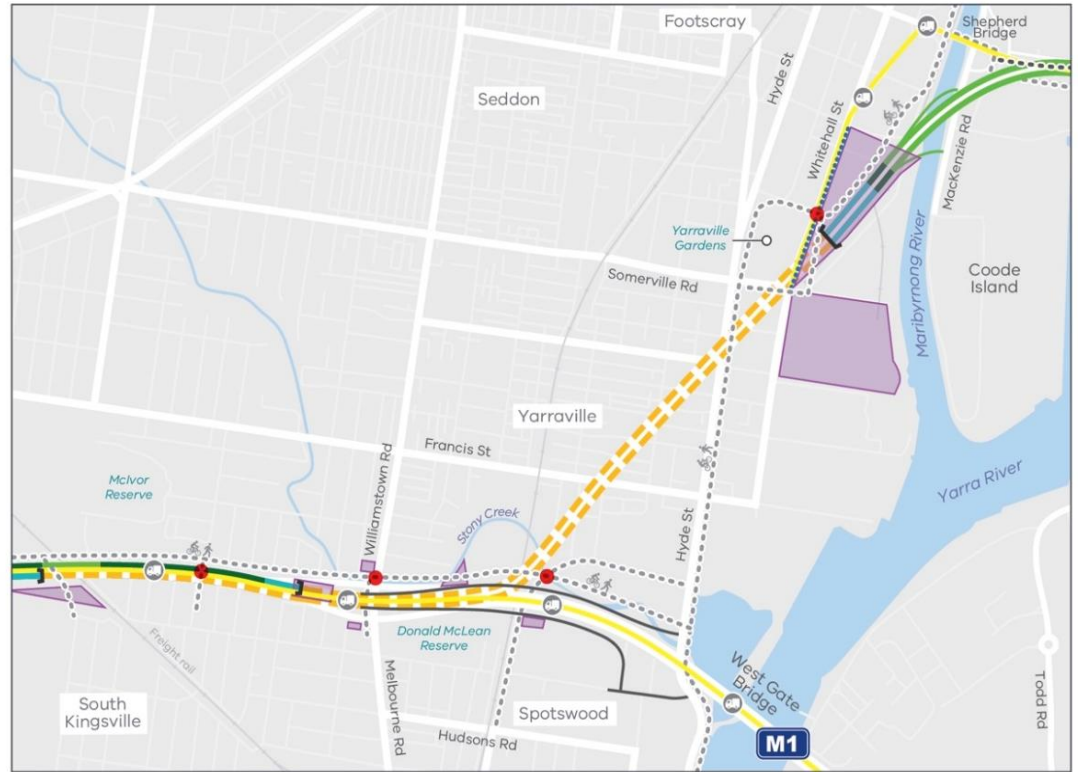 Footscray
Shepherd
Bridge
Hyde St
Seddon
Whitehall St
MacKenzie Rd
Yarraville
Gardens
Maribyrnong River
Coode
Island
Somerville Rd
Yarraville
Francis St
Williamstown Rd
McIvor
Reserve
Yarra River
Stony Creek
Hyde St
Donald McLean
Reserve
Freight rail
Melbourne Rd
West Gate
Bridge
Todd Rd
South
Kingsville
Spotswood
Hudsons Rd
M1